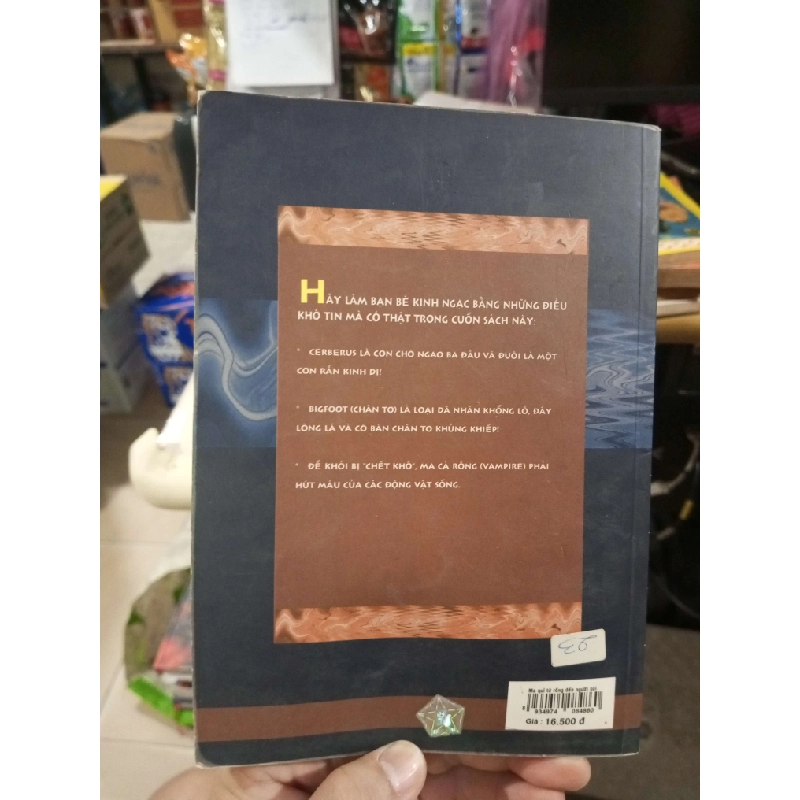 HÃY LÀM BẠN BÈ KINH NGẠC BẰNG NHỮNG ĐIỀU
KHÓ TIN MÀ CÓ THẬT TRONG CUỐN SÁCH NÀY:
* CERBERUS LÀ CON CHÓ NGAO BA ĐẦU VÀ ĐUÔI LÀ MỘT
CON RẮN KINH DỊ!
* BIGFOOT (CHÂN TO) LÀ LOÀI DÃ NHÂN KHỔNG LỒ, ĐẦY
LÔNG LÁ VÀ CÓ BÀN CHÂN TO KHỦNG KHIẾP!
* ĐỂ KHỎI BỊ "CHẾT KHÔ", MA CÀ RỒNG (VAMPIRE) PHẢI
HÚT MÁU CỦA CÁC ĐỘNG VẬT SỐNG.
Giá : 16.500 đ